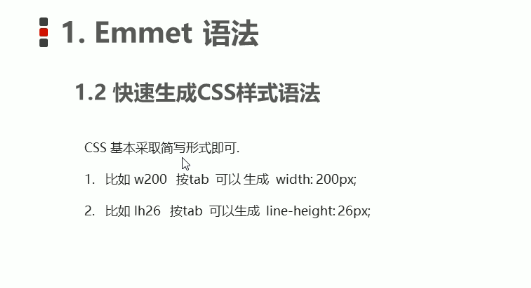 1. Emmet 语法
1.2 快速生成CSS样式语法
CSS 基本采取简写形式即可.
1. 比如 w200 按tab 可以 生成 width: 200px;
2. 比如 lh26 按tab 可以生成 line-height: 26px;